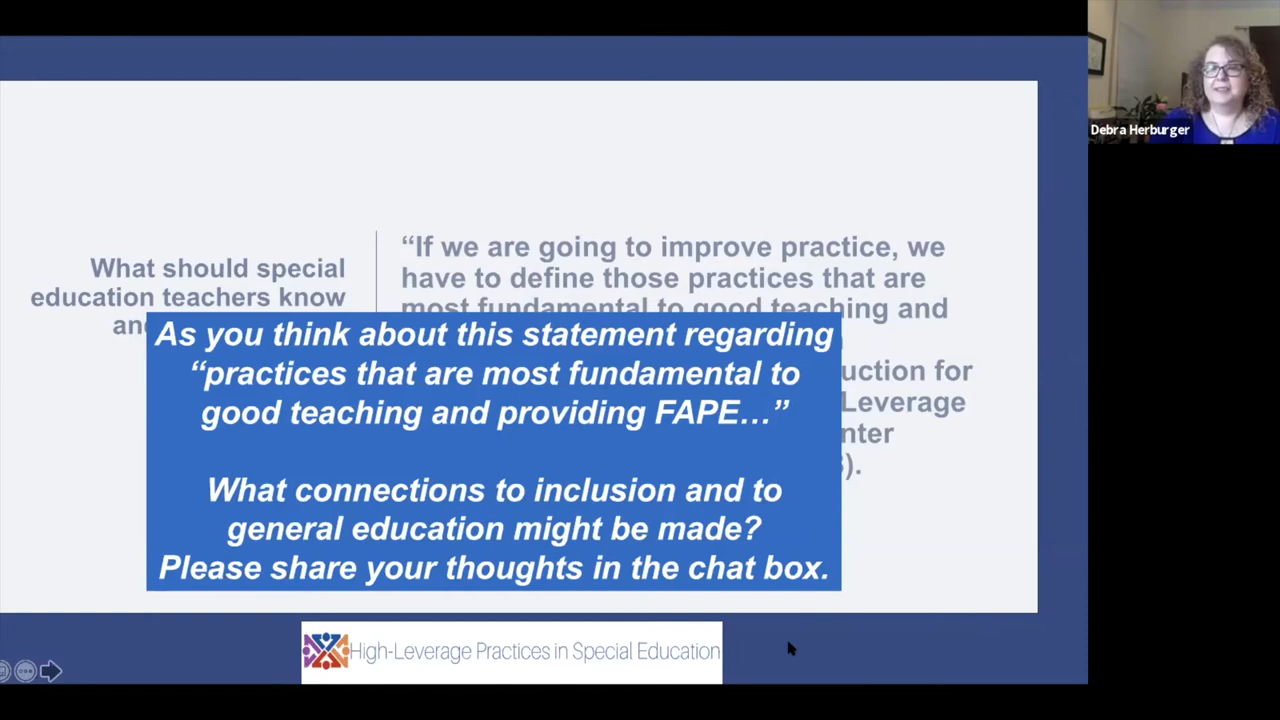 What should special
education teachers know
and
“If we are going to improve practice, we
have to define those practices that are
most fundamental to good teaching and
uction for
Leverage
nter
).
As you think about this statement regarding
“practices that are most fundamental to
good teaching and providing FAPE…”
What connections to inclusion and to
general education might be made?
Please share your thoughts in the chat box.
High-Leverage Practices in Special Education
Debra Herburger